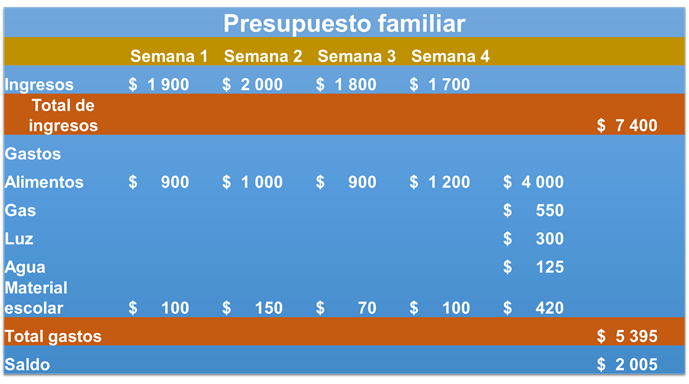 Presupuesto familiar
Semana 1 Semana 2 Semana 3 Semana 4
Ingresos $ 1 900 $ 2 000 $ 1 800 $ 1 700
Total de
ingresos $ 7 400
Gastos
Alimentos $ 900 $ 1 000 $ 900 $ 1 200 $ 4 000
Gas $ 550
Luz $ 300
Agua $ 125
Material
escolar $ 100 $ 150 $ 70 $ 100 $ 420
Total gastos $ 5 395
Saldo $ 2 005